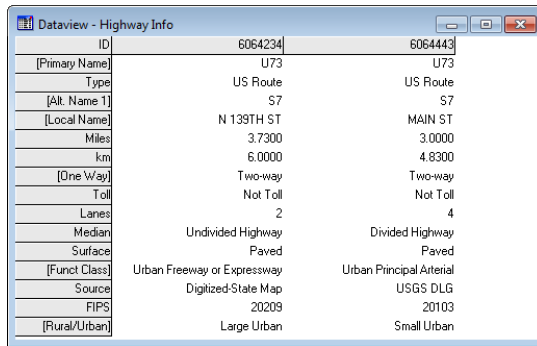 Dataview - Highway Info
ID 6064234 6064443
[Primary Name] U73 U73
Type US Route US Route
[Alt. Name 1] S7 S7
[Local Name] N 139TH ST MAIN ST
Miles 3.7300 3.0000
km 6.0000 4.8300
[One Way] Two-way Two-way
Toll Not Toll Not Toll
Lanes 2 4
Median Undivided Highway Divided Highway
Surface Paved Paved
[Funct Class] Urban Freeway or Expressway Urban Principal Arterial
Source Digitized-State Map USGS DLG
FIPS 20209 20103
[Rural/Urban] Large Urban Small Urban